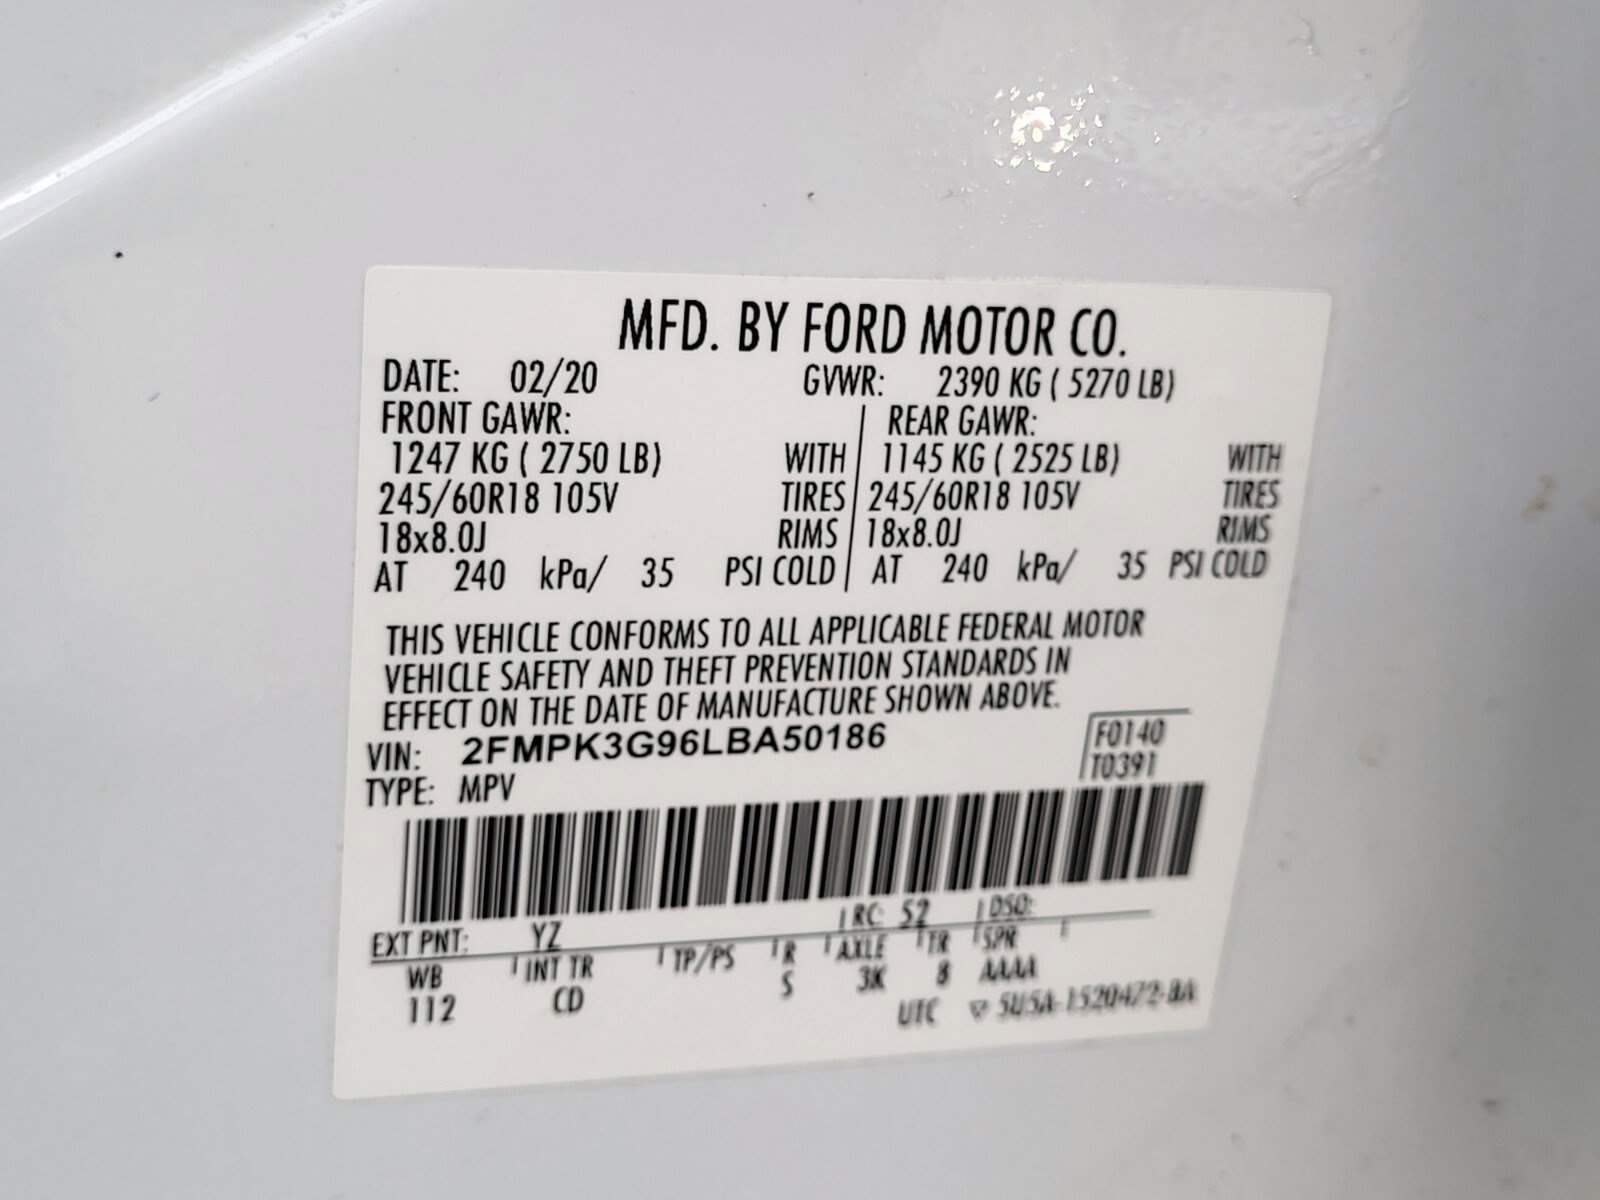 MFD. BY FORD MOTOR CO.
DATE: 02/20 GVWR: 2390 KG ( 5270 LB)
FRONT GAWR: REAR GAWR:
1247 KG ( 2750 LB) WITH 1145 KG ( 2525 LB) WITH
245/60R18 105V TIRES 245/60R18 105V TIRES
18x8.0J RIMS 18x8.0J RIMS
AT 240 kPa/ 35 PSI COLD AT 240 kPa/ 35 PSI COLD
THIS VEHICLE CONFORMS TO ALL APPLICABLE FEDERAL MOTOR
VEHICLE SAFETY AND THEFT PREVENTION STANDARDS IN
EFFECT ON THE DATE OF MANUFACTURE SHOWN ABOVE.
VIN: 2FMPK3G96LBA50186 F0140
TYPE: MPV T0391
EXT PNT: YZ RC: 52 DSO:
WB INT TR TP/PS R AXLE TR SPR
112 CD S 3K 8 AAAA
UTC 5U5A-1520472-BA